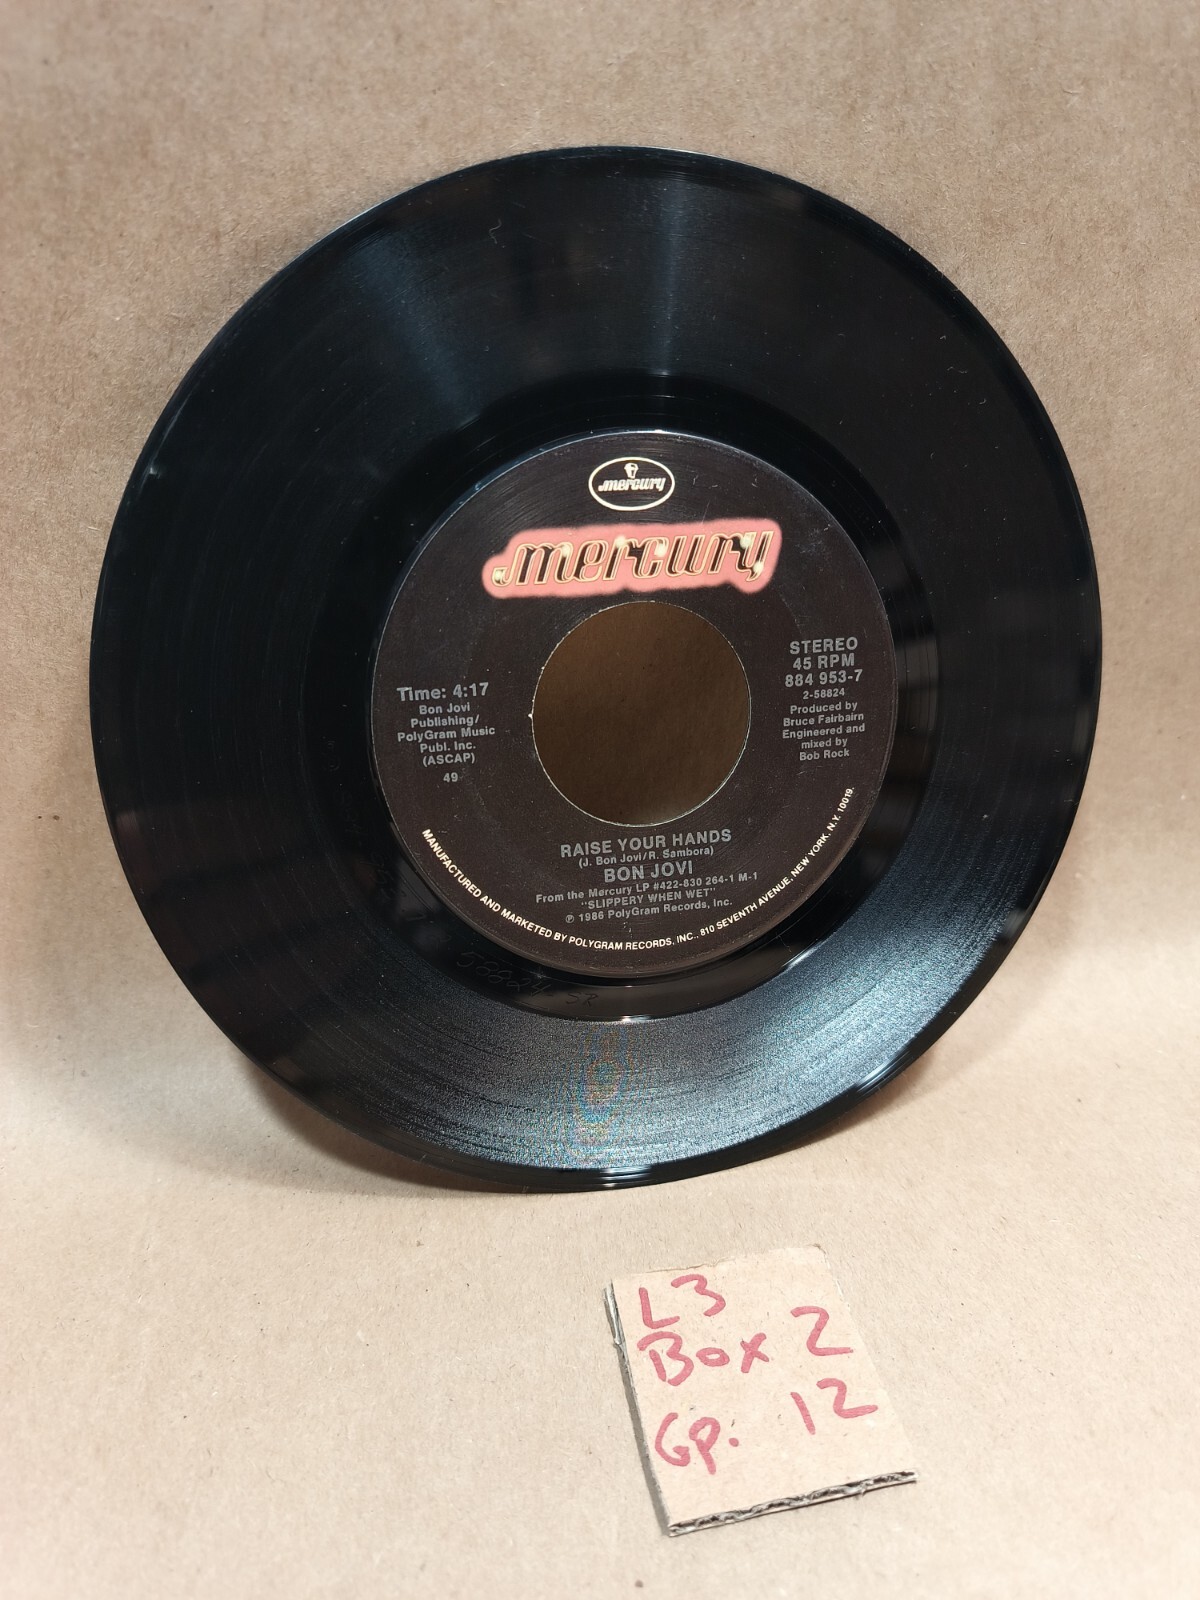 mercury
mercury
STEREO
45 RPM
884 953-7
2-58824
Produced by
Bruce Fairbairn
Engineered and
mixed by
Bob Rock
Time: 4:17
Bon Jovi
Publishing/
PolyGram Music
Publ. Inc.
(ASCAP)
49
RAISE YOUR HANDS
(J. Bon Jovi/R. Sambora)
BON JOVI
From the Mercury LP #422-830 264-1 M-1
"SLIPPERY WHEN WET"
℗ 1986 PolyGram Records, Inc.
MANUFACTURED AND MARKETED BY POLYGRAM RECORDS, INC., 810 SEVENTH AVENUE, NEW YORK, N.Y. 10019.
L3
Box 2
Gp. 12